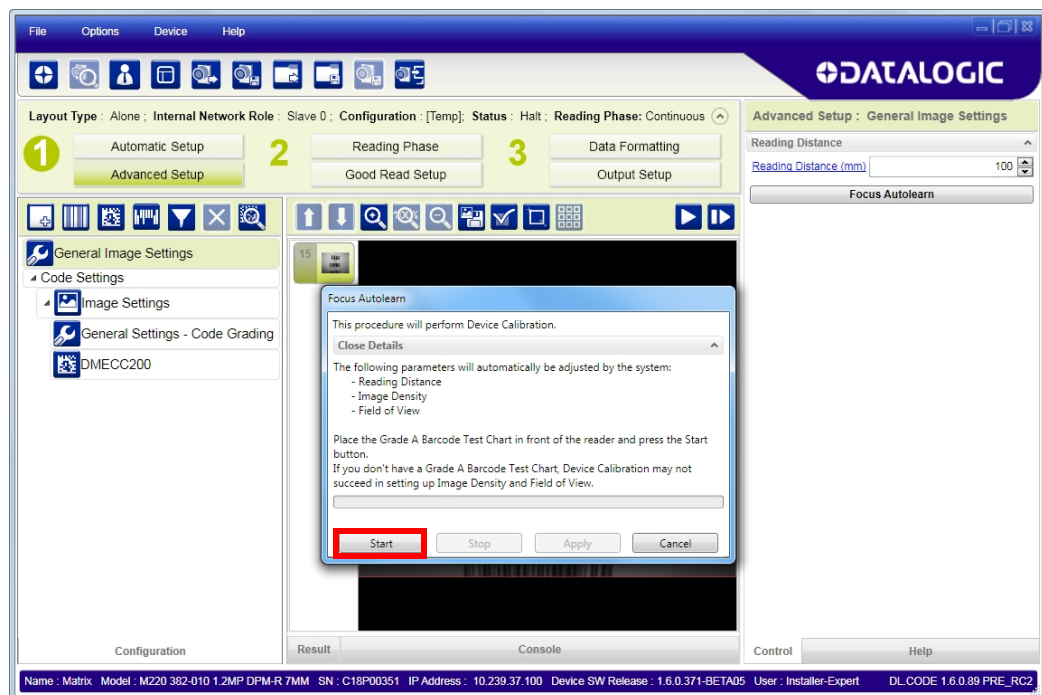 File Options Device Help
DATALOGIC
Layout Type : Alone ; Internal Network Role : Slave 0 ; Configuration : [Temp]; Status : Halt ; Reading Phase: Continuous
1 Automatic Setup 2 Reading Phase 3 Data Formatting
Advanced Setup Good Read Setup Output Setup
Advanced Setup : General Image Settings
Reading Distance
Reading Distance (mm) 100
Focus Autolearn
General Image Settings
Code Settings
Image Settings
General Settings - Code Grading
DMECC200
Configuration
15
Focus Autolearn
This procedure will perform Device Calibration.
Close Details
The following parameters will automatically be adjusted by the system:
- Reading Distance
- Image Density
- Field of View
Place the Grade A Barcode Test Chart in front of the reader and press the Start
button.
If you don't have a Grade A Barcode Test Chart, Device Calibration may not
succeed in setting up Image Density and Field of View.
Start Stop Apply Cancel
Result Console
Control Help
Name : Matrix Model : M220 382-010 1.2MP DPM-R 7MM SN : C18P00351 IP Address : 10.239.37.100 Device SW Release : 1.6.0.371-BETA05 User : Installer-Expert DL.CODE 1.6.0.89 PRE_RC2